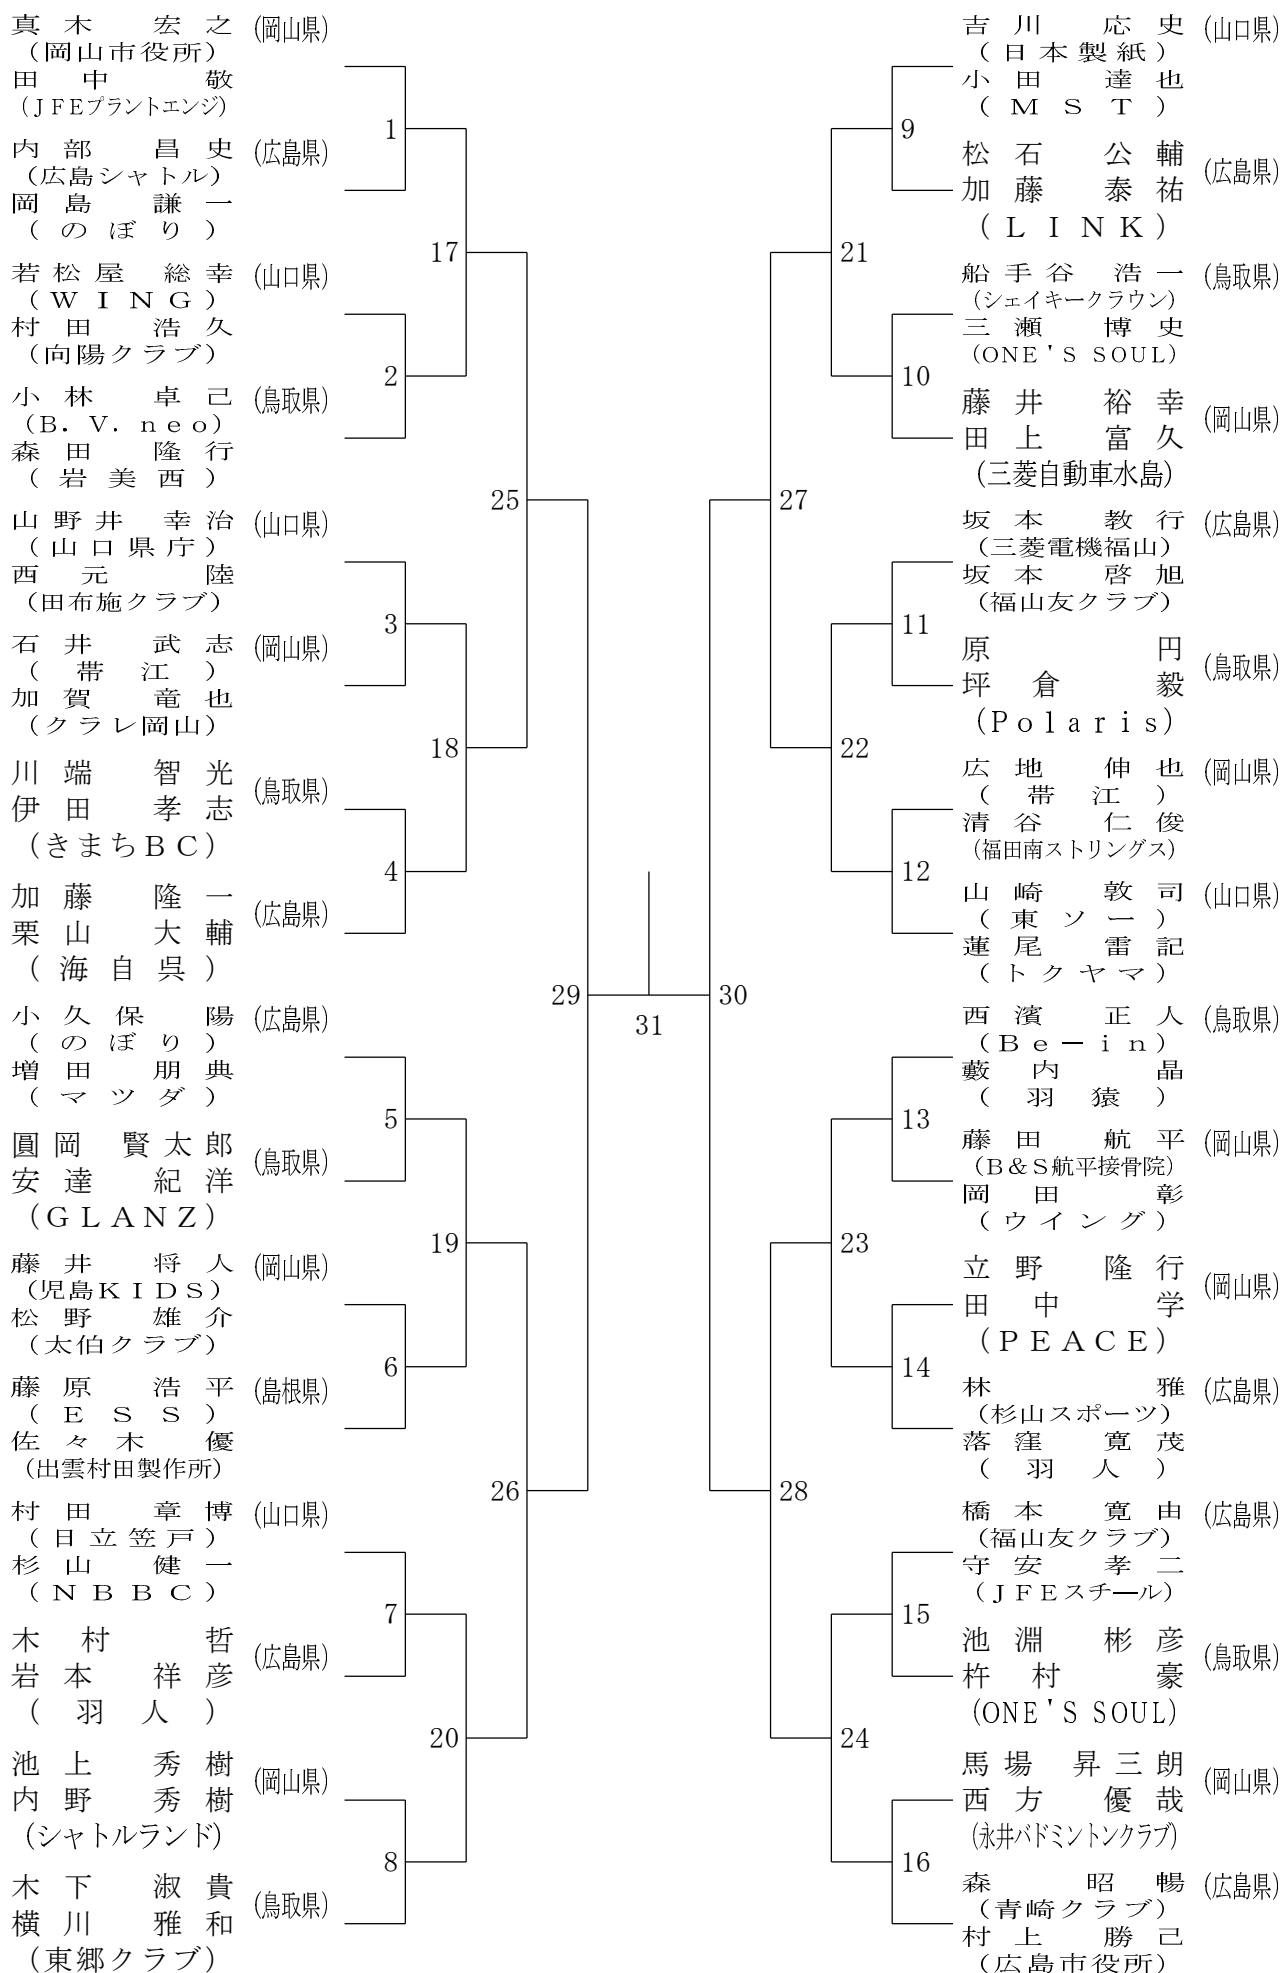 真木 宏之 (岡山県)
(岡山市役所)
田中 敬
(JFEプラントエンジ)
1
内部 昌史 (広島県)
(広島シャトル)
岡島 謙一
(のぼり)
17
若松屋 総幸 (山口県)
(WING)
村田 浩久
(向陽クラブ)
2
小林 卓己 (鳥取県)
(B.V.neo)
森田 隆行
(岩美西)
25
山野井 幸治 (山口県)
(山口県庁)
西元 陸
(田布施クラブ)
3
石井 武志 (岡山県)
(帯江)
加賀 竜也
(クラレ岡山)
18
川端 智光
(鳥取県)
伊田 孝志
(きまちBC)
4
加藤 隆一
(広島県)
栗山 大輔
(海自呉)
29
小久保 陽 (広島県)
(のぼり)
増田 朋典
(マツダ)
5
圓岡 賢太郎
(鳥取県)
安達 紀洋
(GLANZ)
19
藤井 将人 (岡山県)
(児島KIDS)
松野 雄介
(太伯クラブ)
6
藤原 浩平 (島根県)
(ESS)
佐々木 優
(出雲村田製作所)
26
村田 章博 (山口県)
(日立笠戸)
杉山 健一
(NBBC)
7
木村 哲
(広島県)
岩本 祥彦
(羽人)
20
池上 秀樹
(岡山県)
内野 秀樹
(シャトルランド)
8
木下 淑貴
(鳥取県)
横川 雅和
(東郷クラブ)
31
吉川 応史 (山口県)
(日本製紙)
小田 達也
(MST)
9
松石 公輔
(広島県)
加藤 泰祐
(LINK)
21
船手谷 浩一 (鳥取県)
(シェイキークラウン)
三瀬 博史
(ONE'S SOUL)
10
藤井 裕幸
(岡山県)
田上 富久
(三菱自動車水島)
27
坂本 教行 (広島県)
(三菱電機福山)
坂本 啓旭
(福山友クラブ)
11
原 円
(鳥取県)
坪倉 毅
(Polaris)
22
広地 伸也 (岡山県)
(帯江)
清谷 仁俊
(福田南ストリングス)
12
山崎 敦司 (山口県)
(東ソー)
蓮尾 雷記
(トクヤマ)
30
西濱 正人 (鳥取県)
(Be-in)
藪内 晶
(羽猿)
13
藤田 航平 (岡山県)
(B&S航平接骨院)
岡田 彰
(ウイング)
23
立野 隆行
(岡山県)
田中 学
(PEACE)
14
林 雅 (広島県)
(杉山スポーツ)
落窪 寛茂
(羽人)
28
橋本 寛由 (広島県)
(福山友クラブ)
守安 孝二
(JFEスチール)
15
池淵 彬彦
(鳥取県)
杵村 豪
(ONE'S SOUL)
24
馬場 昇三朗
(岡山県)
西方 優哉
(永井バドミントンクラブ)
16
森 昭暢 (広島県)
(青崎クラブ)
村上 勝己
(広島市役所)